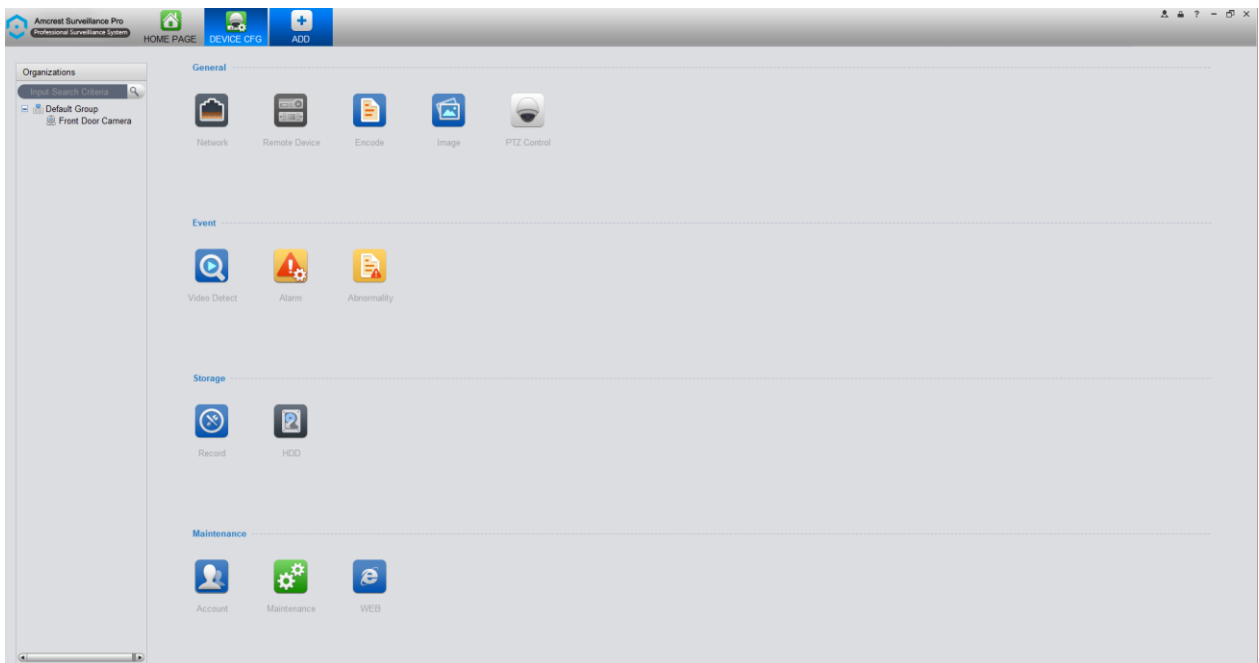 Amcrest Surveillance Pro
Professional Surveillance System
HOME PAGE
DEVICE CFG
ADD
Organizations
Input Search Criteria
Default Group
Front Door Camera
General
Network
Remote Device
Encode
Image
PTZ Control
Event
Video Detect
Alarm
Abnormality
Storage
Record
HDD
Maintenance
Account
Maintenance
WEB